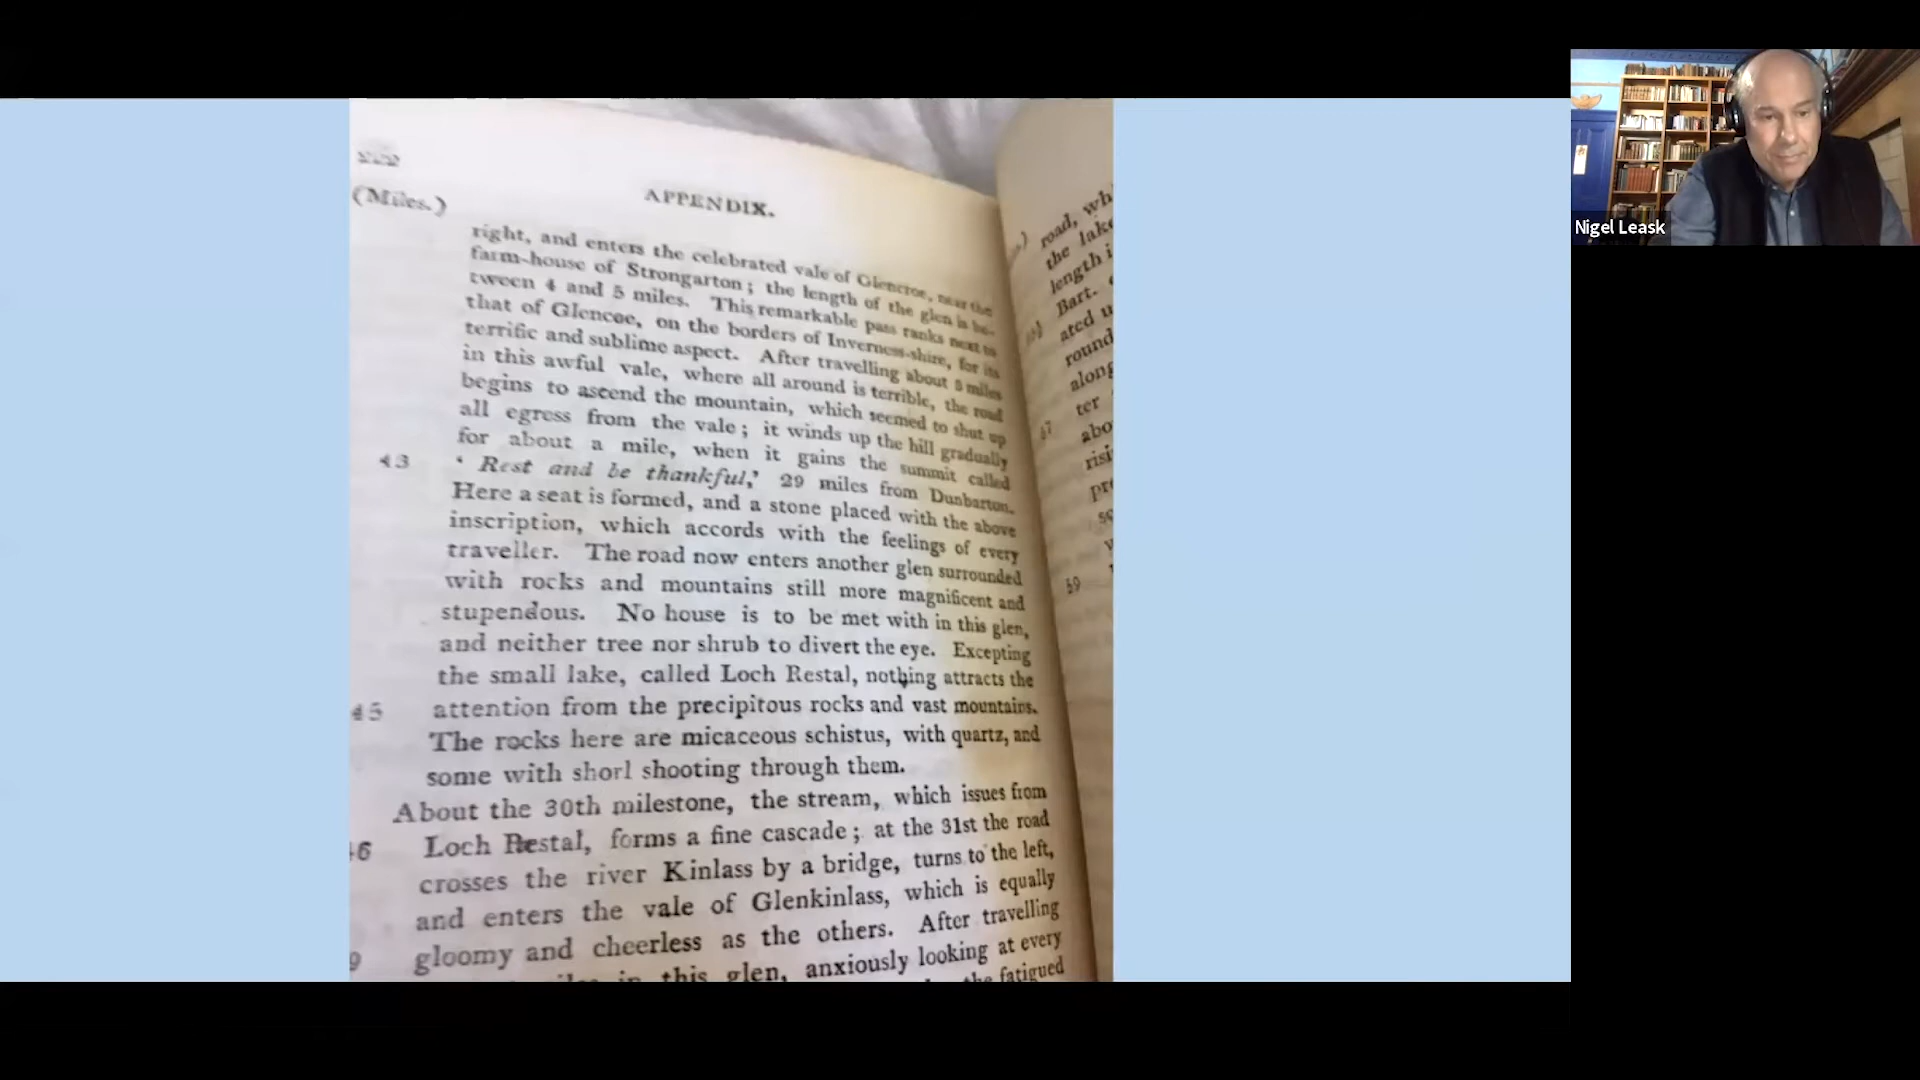 (Miles.)
APPENDIX.
right, and enters the celebrated vale of Glencroe, near the
farm-house of Strongarton; the length of the glen is be-
tween 4 and 5 miles. This remarkable pass ranks next to
that of Glencoe, on the borders of Inverness-shire, for its
terrific and sublime aspect. After travelling about 3 miles
in this awful vale, where all around is terrible, the road
begins to ascend the mountain, which seemed to shut up
all egress from the vale; it winds up the hill gradually
for about a mile, when it gains the summit called
43 ‘Rest and be thankful,’ 29 miles from Dunbarton.
Here a seat is formed, and a stone placed with the above
inscription, which accords with the feelings of every
traveller. The road now enters another glen surrounded
with rocks and mountains still more magnificent and
stupendous. No house is to be met with in this glen,
and neither tree nor shrub to divert the eye. Excepting
the small lake, called Loch Restal, nothing attracts the
45 attention from the precipitous rocks and vast mountains.
The rocks here are micaceous schistus, with quartz, and
some with shorl shooting through them.
About the 30th milestone, the stream, which issues from
46 Loch Restal, forms a fine cascade; at the 31st the road
crosses the river Kinlass by a bridge, turns to the left,
and enters the vale of Glenkinlass, which is equally
gloomy and cheerless as the others. After travelling
in this glen, anxiously looking at every
the fatigued
road, wh
the lake
length i
Bart.
ated u
round
along
ter
67 abo
risi
69
Nigel Leask